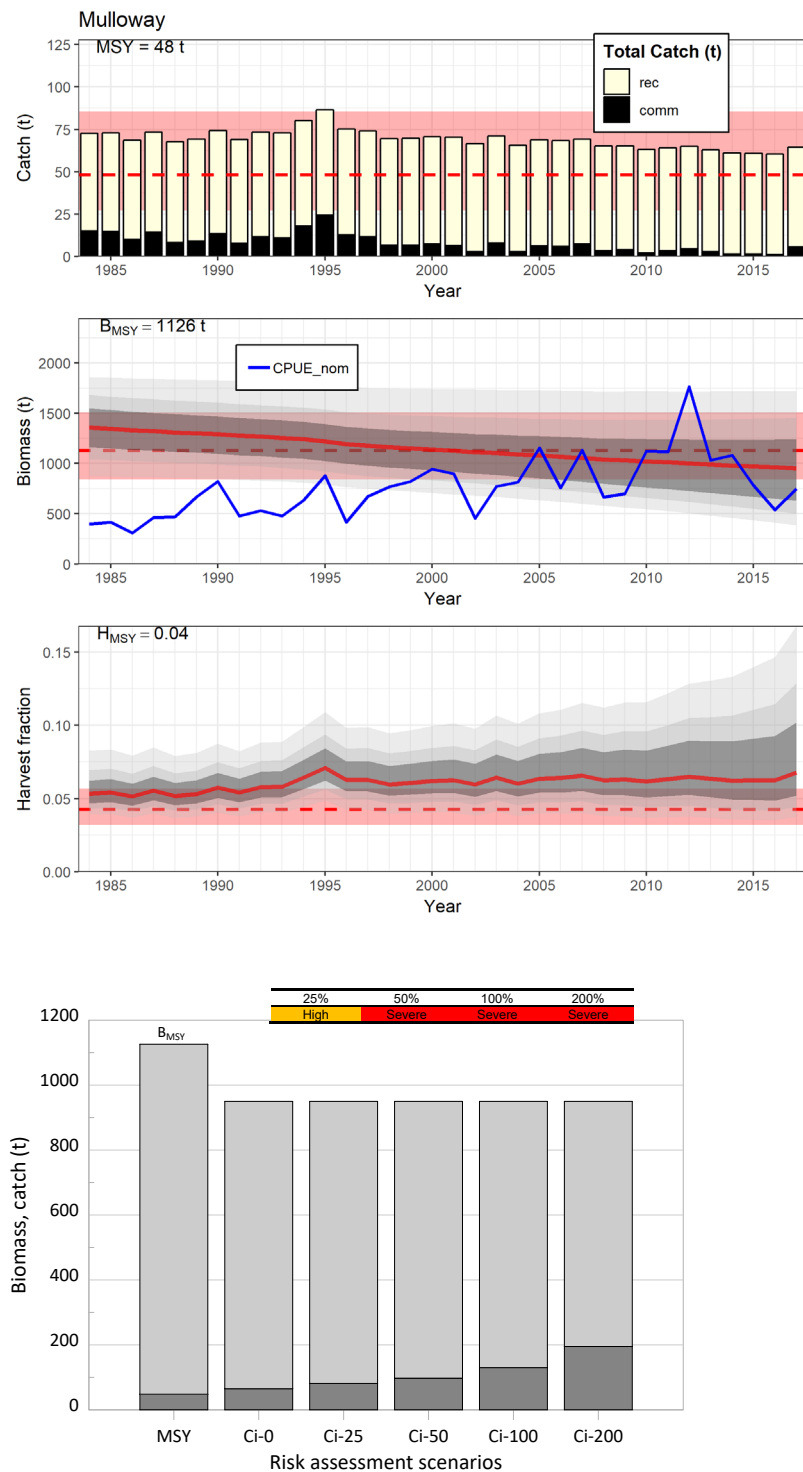 Mulloway
MSY = 48 t
Total Catch (t)
rec
comm
125
100
75
50
25
0
Catch (t)
1985 1990 1995 2000 2005 2010 2015
Year
BMSY = 1126 t
CPUE_nom
2000
1500
1000
500
0
Biomass (t)
1985 1990 1995 2000 2005 2010 2015
Year
HMSY = 0.04
0.15
0.10
0.05
0.00
Harvest fraction
1985 1990 1995 2000 2005 2010 2015
Year
25% 50% 100% 200%
High Severe Severe Severe
BMSY
1200
1000
800
600
400
200
0
Biomass, catch (t)
MSY Ci-0 Ci-25 Ci-50 Ci-100 Ci-200
Risk assessment scenarios